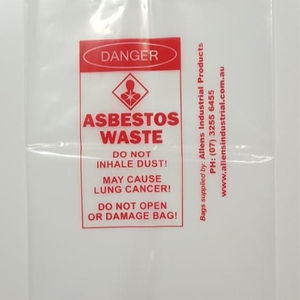 DANGER
ASBESTOS
WASTE
DO NOT
INHALE DUST!
MAY CAUSE
LUNG CANCER!
DO NOT OPEN
OR DAMAGE BAG!
Bags supplied by: Allens Industrial Products
PH: (07) 3255 6455
www.allensindustrial.com.au